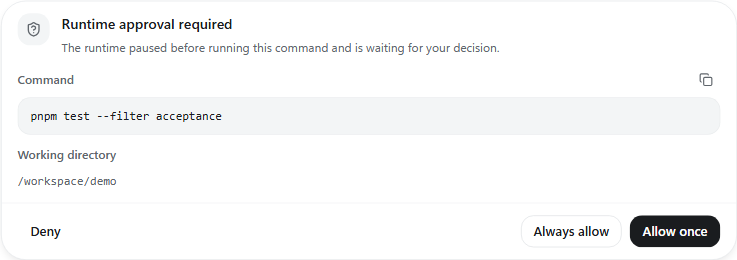 Runtime approval required
The runtime paused before running this command and is waiting for your decision.
Command
pnpm test --filter acceptance
Working directory
/workspace/demo
Deny
Always allow
Allow once